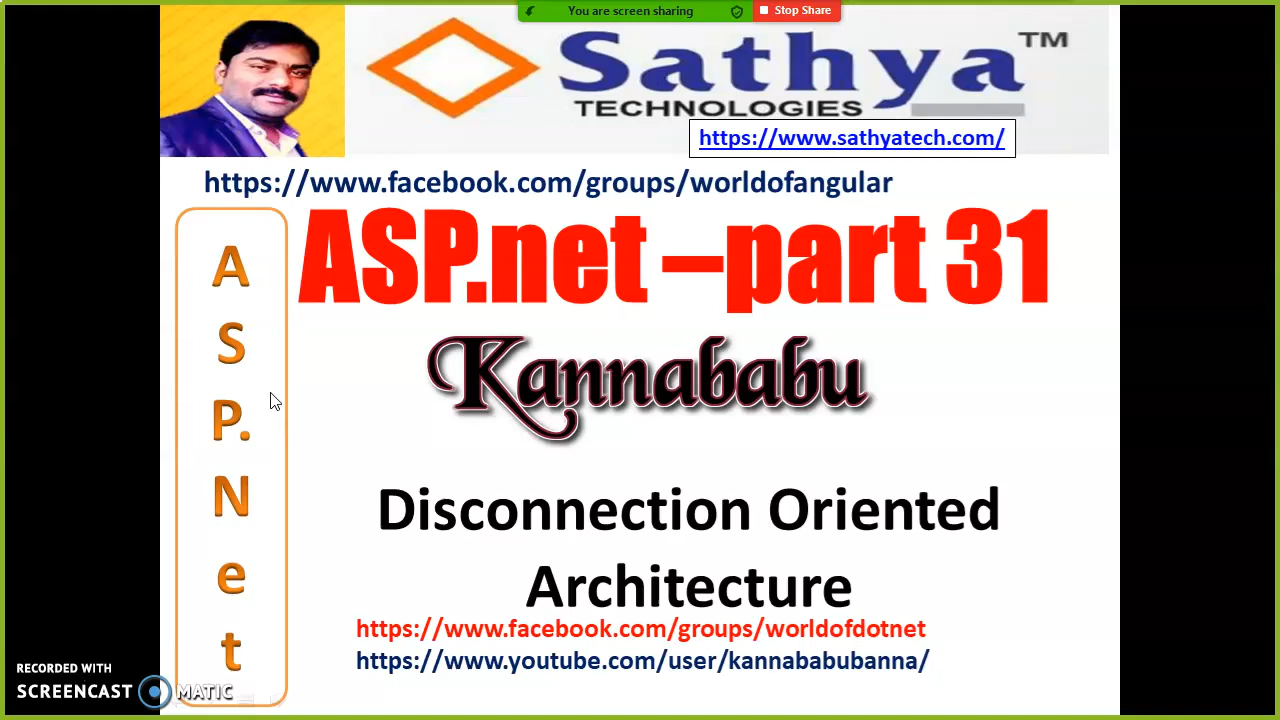 You are screen sharing
Stop Share
Sathya TM
TECHNOLOGIES
https://www.sathyatech.com/
https://www.facebook.com/groups/worldofangular
ASP.net –part 31
A
S
P.
N
e
t
Kannababu
Disconnection Oriented
Architecture
https://www.facebook.com/groups/worldofdotnet
https://www.youtube.com/user/kannababubanna/
RECORDED WITH
SCREENCAST MATIC